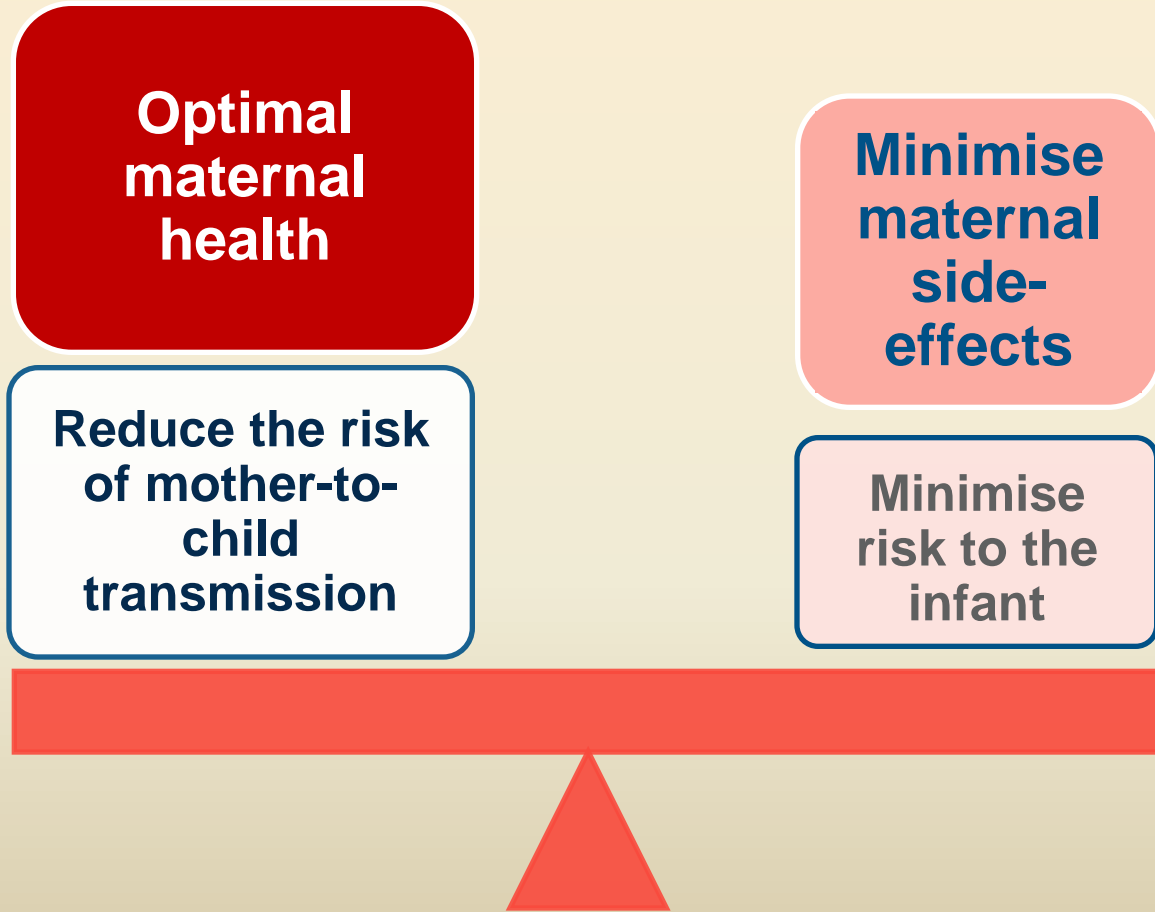 Optimal
maternal
health
Reduce the risk
of mother-to-
child
transmission
Minimise
maternal
side-
effects
Minimise
risk to the
infant